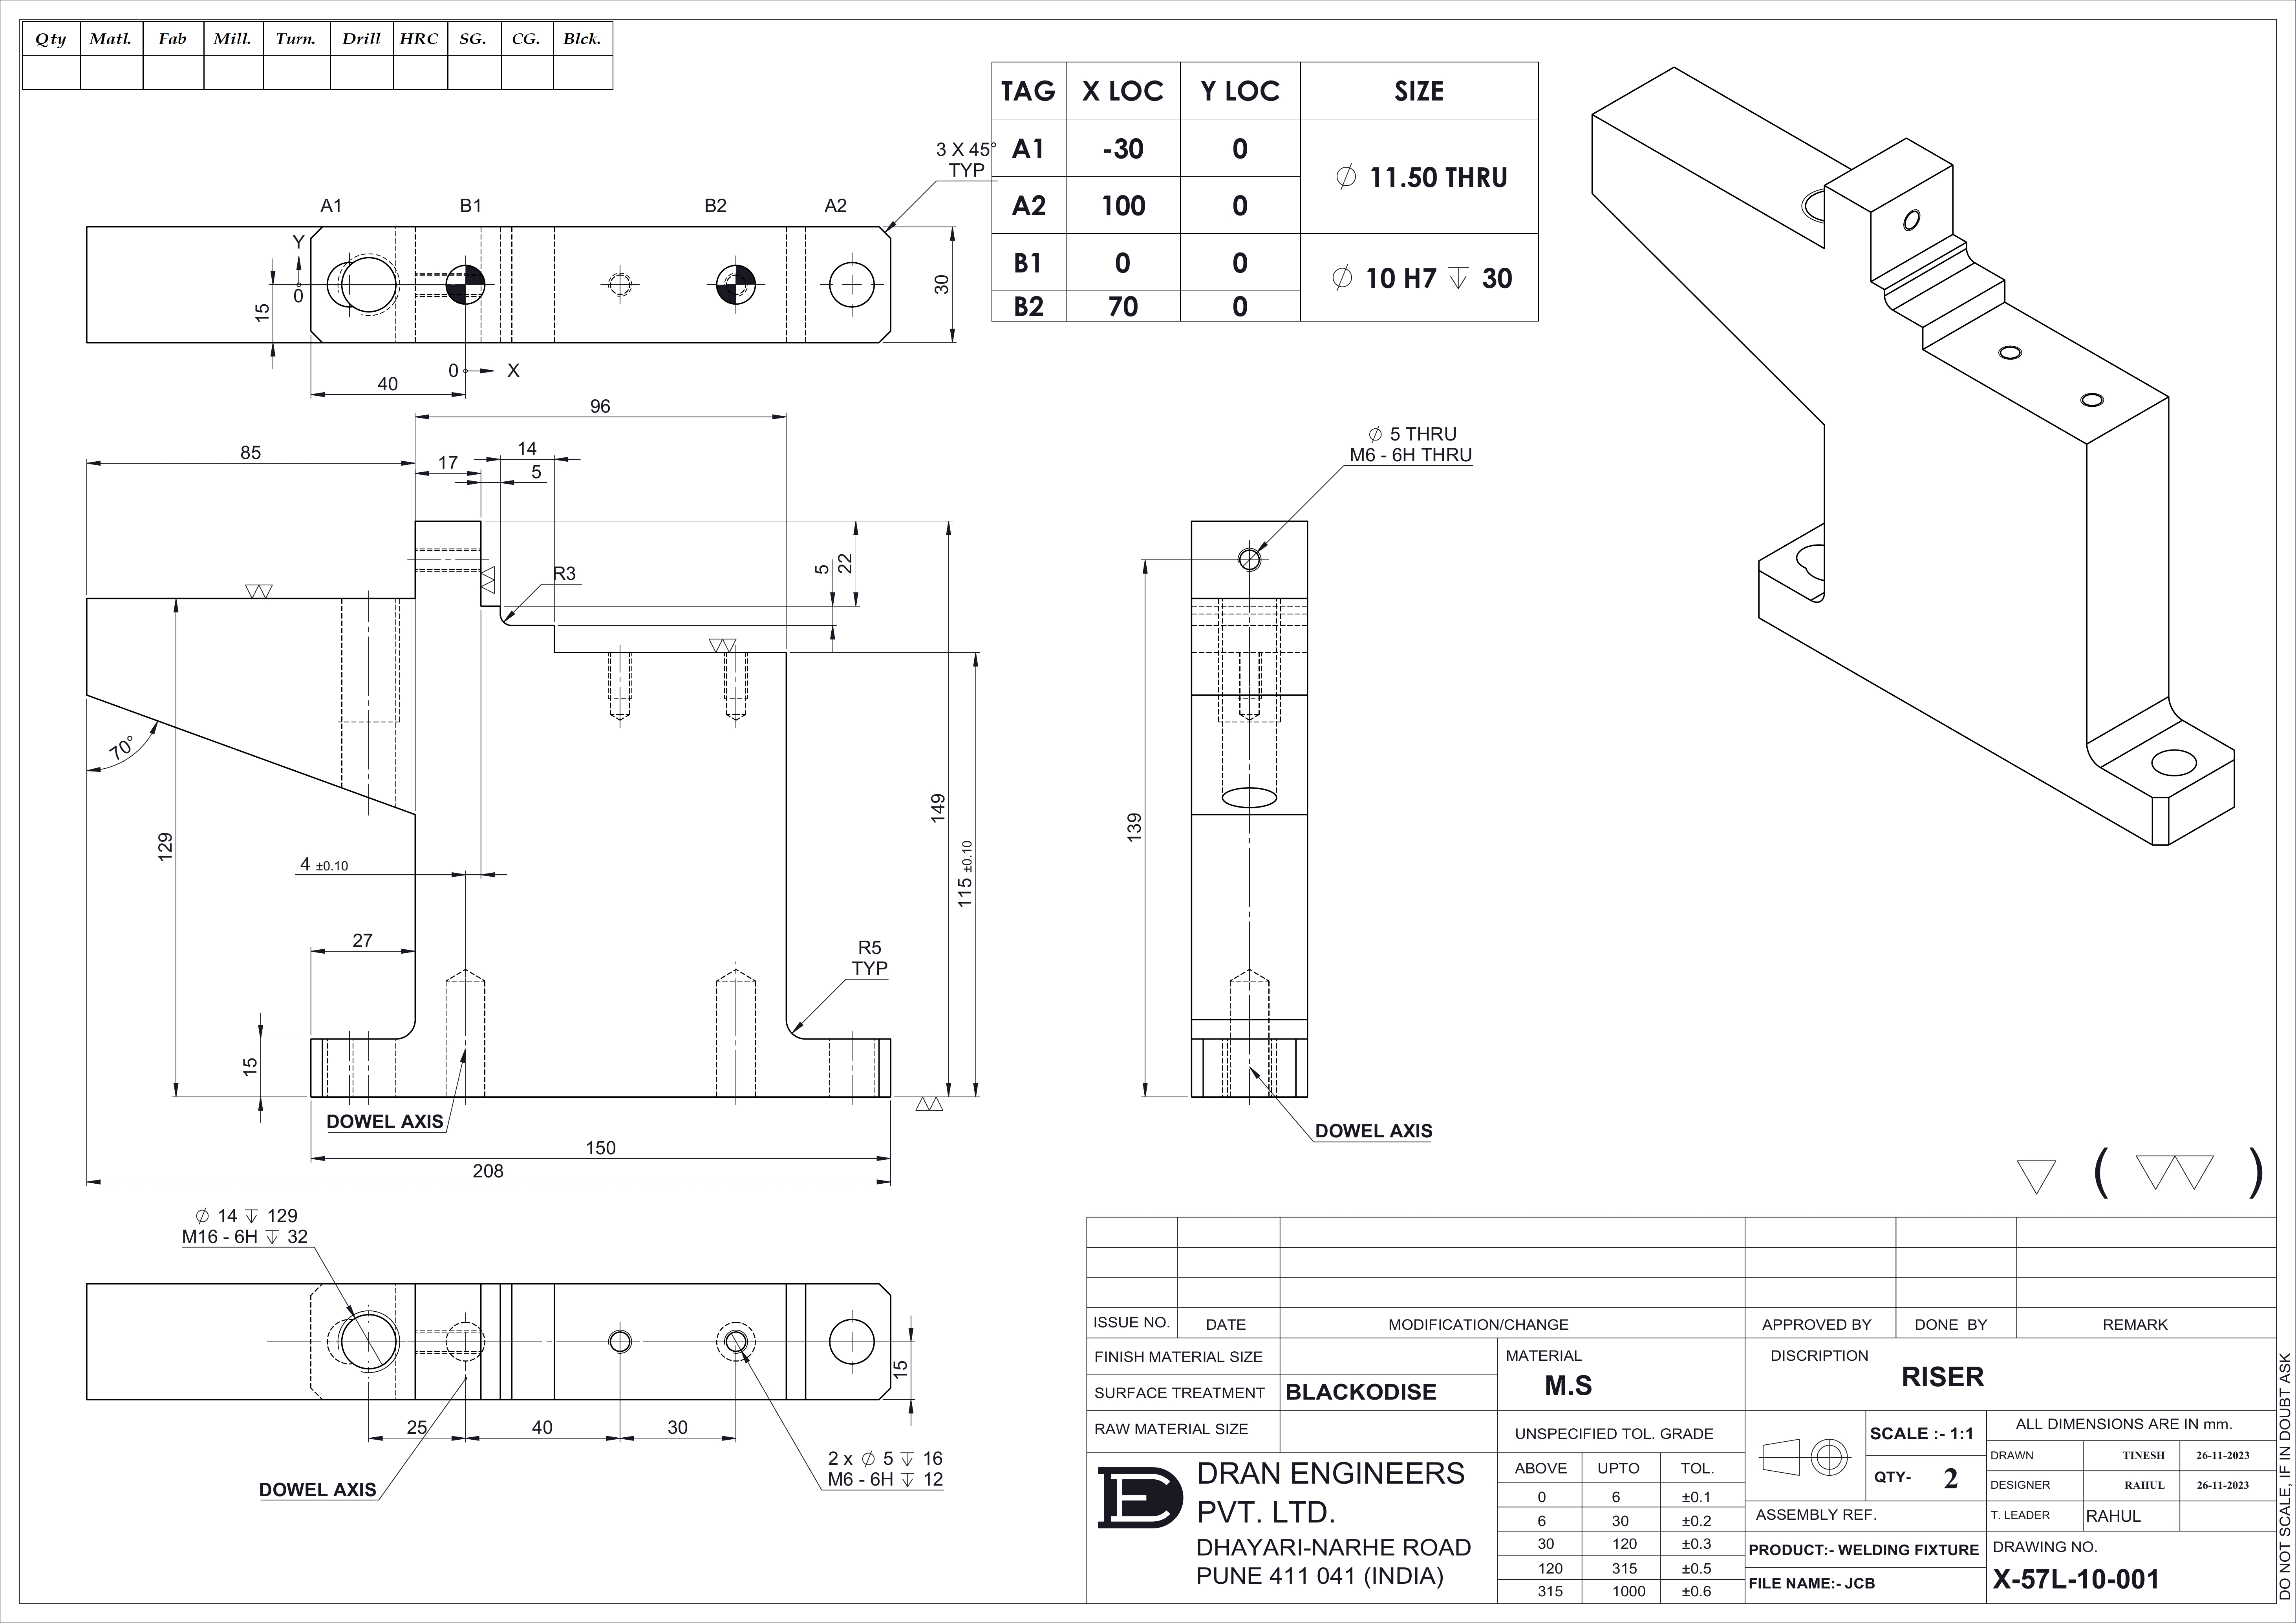 Qty Matl. Fab Mill. Turn. Drill HRC SG. CG. Blck.
TAG X LOC Y LOC SIZE
A1 -30 0 ⌀ 11.50 THRU
A2 100 0
B1 0 0 ⌀ 10 H7 ↧ 30
B2 70 0
3 X 45°
TYP
A1 B1 B2 A2
Y
0
15
30
0 X
40
96
85
17
14
5
R3
5
22
70°
129
4 ±0.10
149
115 ±0.10
27
R5
TYP
15
DOWEL AXIS
150
208
⌀ 5 THRU
M6 - 6H THRU
139
DOWEL AXIS
⌀ 14 ↧ 129
M16 - 6H ↧ 32
15
25 40 30
2 x ⌀ 5 ↧ 16
M6 - 6H ↧ 12
DOWEL AXIS
( )
ISSUE NO. DATE MODIFICATION/CHANGE APPROVED BY DONE BY REMARK
FINISH MATERIAL SIZE
SURFACE TREATMENT BLACKODISE
RAW MATERIAL SIZE
MATERIAL
M.S
DISCRIPTION
RISER
UNSPECIFIED TOL. GRADE
ABOVE UPTO TOL.
0 6 ±0.1
6 30 ±0.2
30 120 ±0.3
120 315 ±0.5
315 1000 ±0.6
DE
DRAN ENGINEERS
PVT. LTD.
DHAYARI-NARHE ROAD
PUNE 411 041 (INDIA)
SCALE :- 1:1
QTY- 2
ALL DIMENSIONS ARE IN mm.
DRAWN TINESH 26-11-2023
DESIGNER RAHUL 26-11-2023
T. LEADER RAHUL
ASSEMBLY REF.
PRODUCT:- WELDING FIXTURE
FILE NAME:- JCB
DRAWING NO.
X-57L-10-001
DO NOT SCALE, IF IN DOUBT ASK